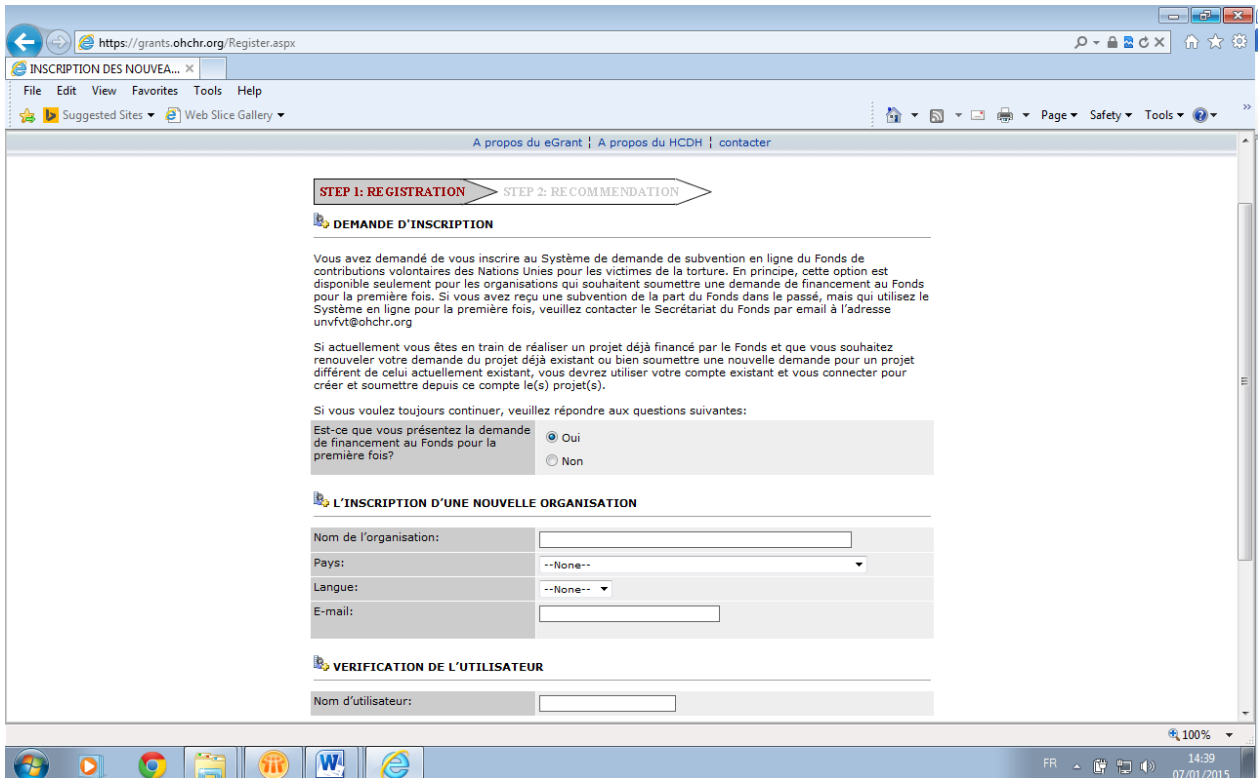 https://grants.ohchr.org/Register.aspx
INSCRIPTION DES NOUVEA...
File Edit View Favorites Tools Help
Suggested Sites Web Slice Gallery Page Safety Tools
A propos du eGrant ¦ A propos du HCDH ¦ contacter
STEP 1: REGISTRATION STEP 2: RECOMMENDATION
DEMANDE D'INSCRIPTION
Vous avez demandé de vous inscrire au Système de demande de subvention en ligne du Fonds de
contributions volontaires des Nations Unies pour les victimes de la torture. En principe, cette option est
disponible seulement pour les organisations qui souhaitent soumettre une demande de financement au Fonds
pour la première fois. Si vous avez reçu une subvention de la part du Fonds dans le passé, mais qui utilisez le
Système en ligne pour la première fois, veuillez contacter le Secrétariat du Fonds par email à l'adresse
unvfvt@ohchr.org
Si actuellement vous êtes en train de réaliser un projet déjà financé par le Fonds et que vous souhaitez
renouveler votre demande du projet déjà existant ou bien soumettre une nouvelle demande pour un projet
différent de celui actuellement existant, vous devrez utiliser votre compte existant et vous connecter pour
créer et soumettre depuis ce compte le(s) projet(s).
Si vous voulez toujours continuer, veuillez répondre aux questions suivantes:
Est-ce que vous présentez la demande
de financement au Fonds pour la
première fois?
Oui
Non
L'INSCRIPTION D'UNE NOUVELLE ORGANISATION
Nom de l'organisation:
Pays: --None--
Langue: --None--
E-mail:
VERIFICATION DE L'UTILISATEUR
Nom d'utilisateur:
100%
FR 14:39
07/01/2015